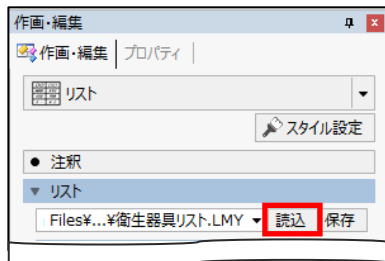 作画・編集
作画・編集 プロパティ
リスト
スタイル設定
● 注釈
▼ リスト
Files¥...¥衛生器具リスト.LMY 読込 保存